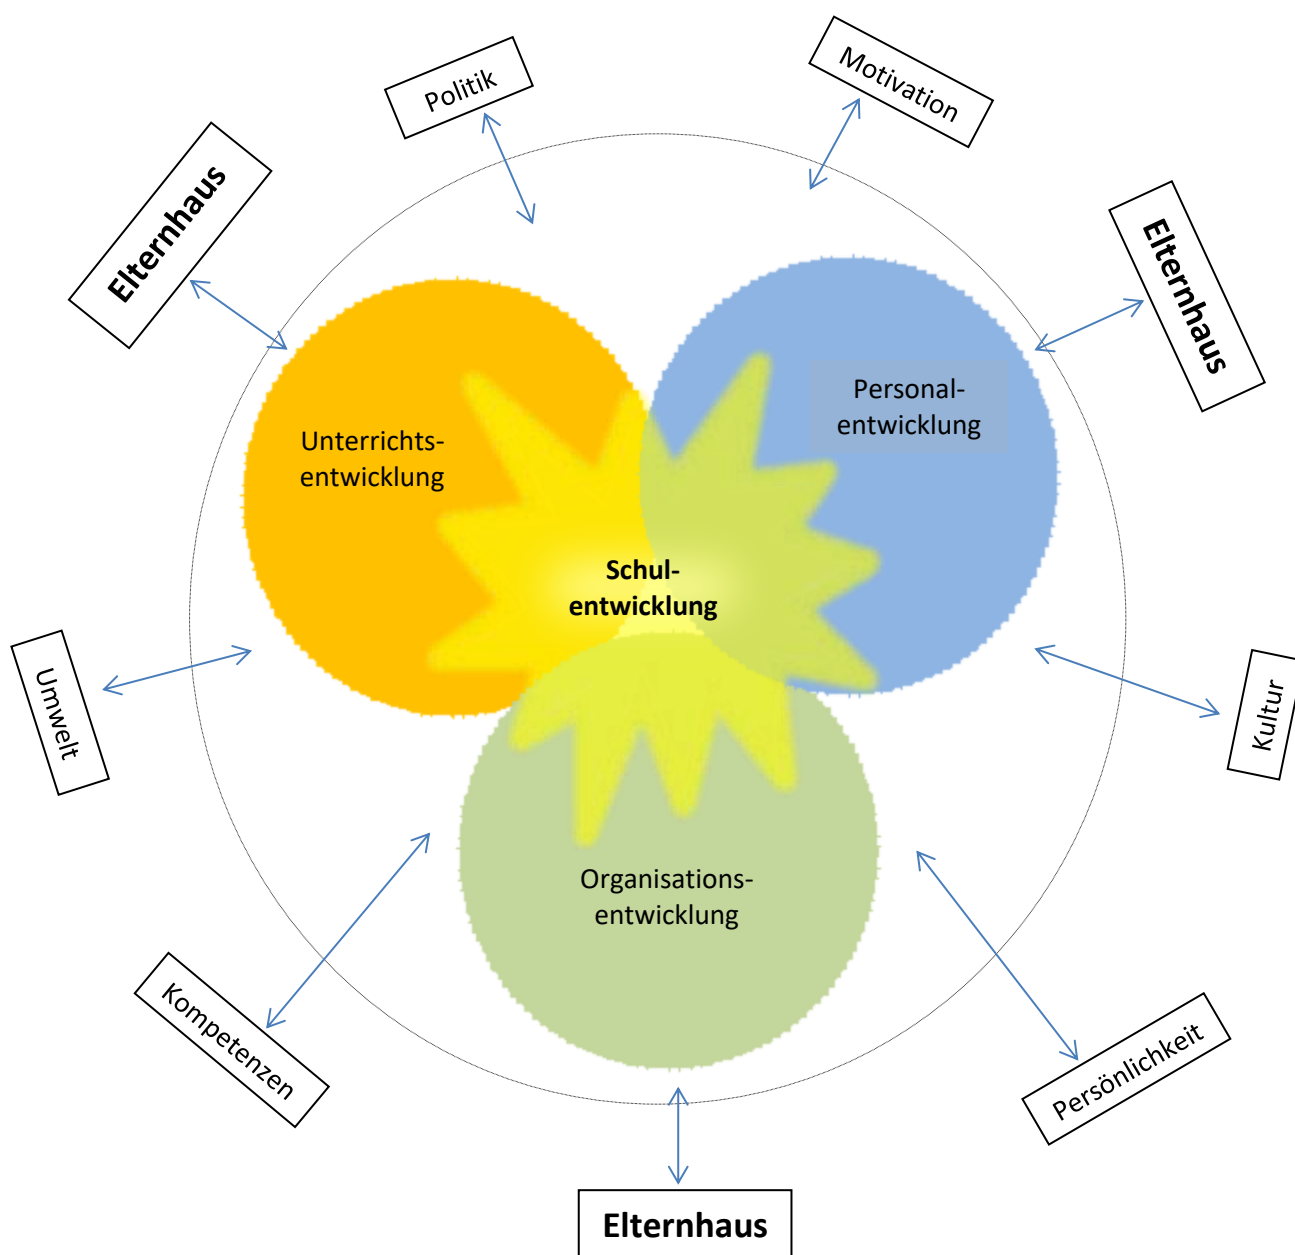 Politik
Motivation
Elternhaus
Elternhaus
Personal-
entwicklung
Unterrichts-
entwicklung
Schul-
entwicklung
Umwelt
Kultur
Organisations-
entwicklung
Kompetenzen
Persönlichkeit
Elternhaus